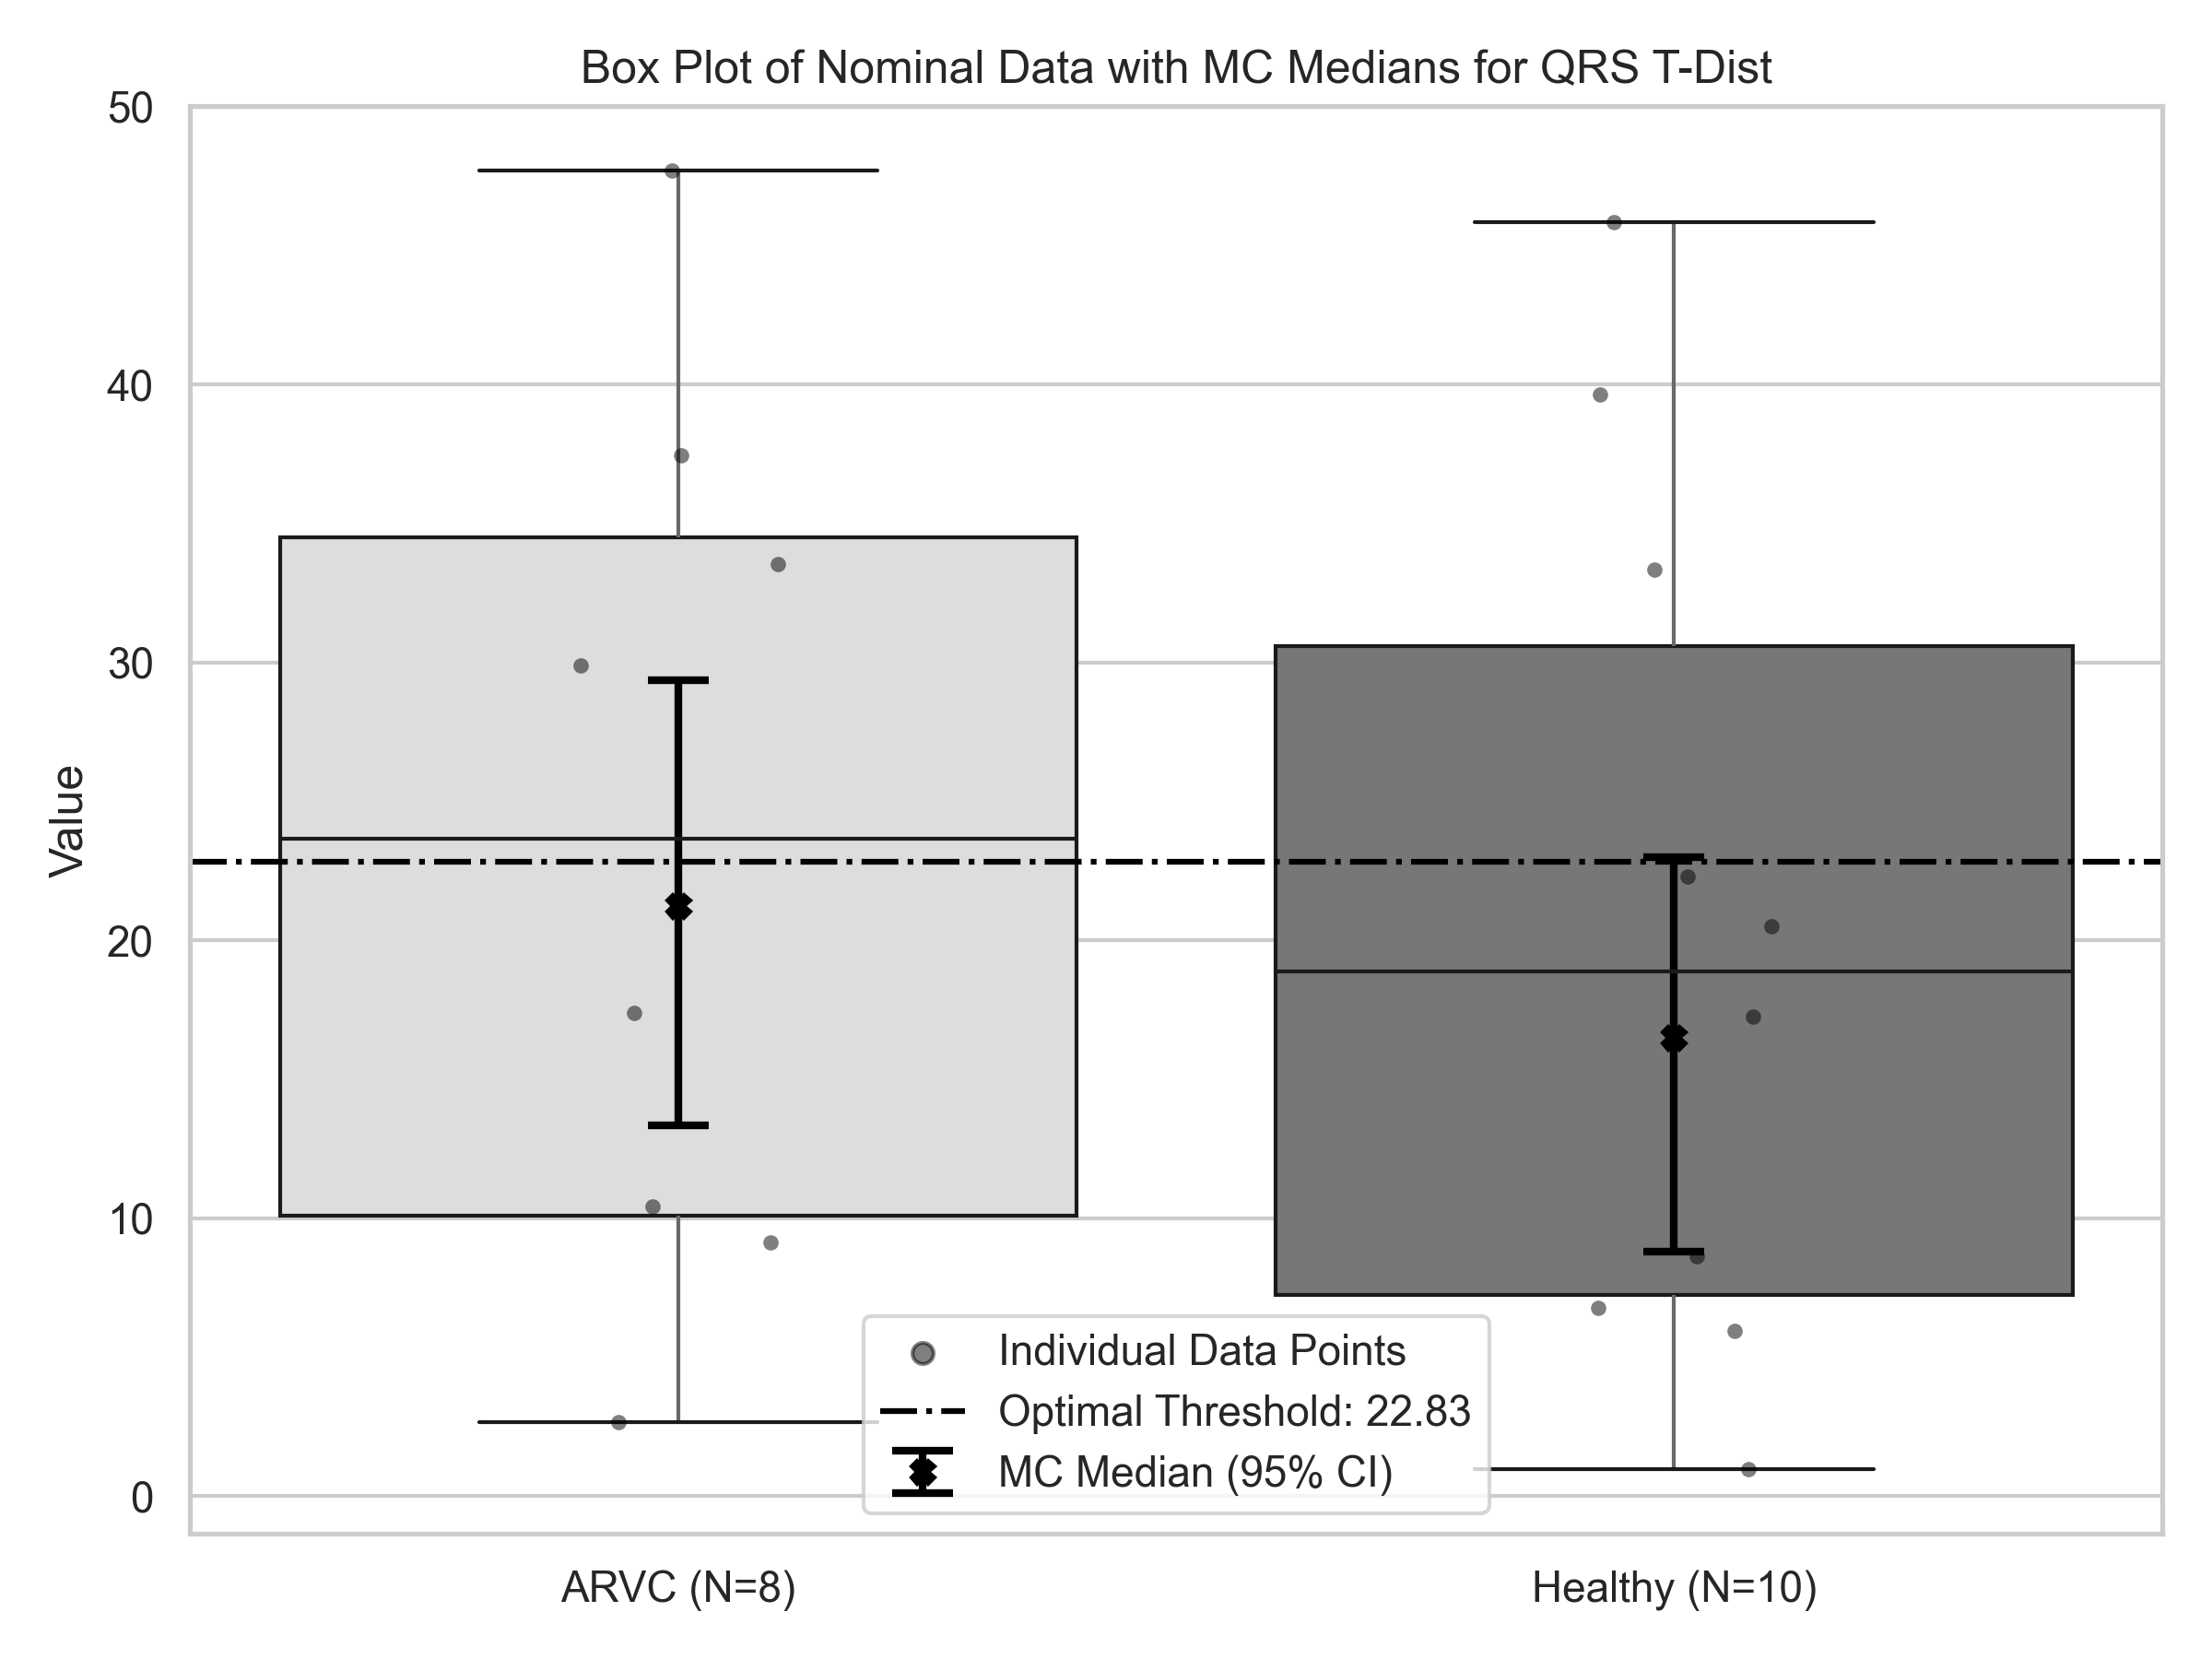 Box Plot of Nominal Data with MC Medians for QRS T-Dist
50
40
30
20
10
0
Value
Individual Data Points
Optimal Threshold: 22.83
MC Median (95% CI)
ARVC (N=8)
Healthy (N=10)